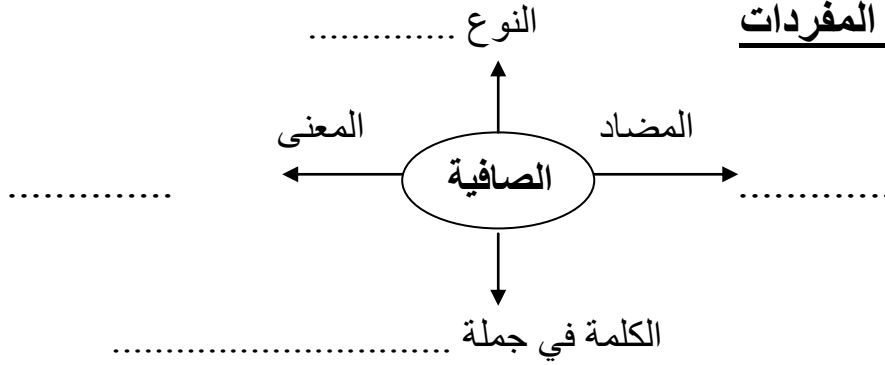 المفردات
النوع ..............
المضاد .............
المعنى ..............
الصافية
الكلمة في جملة ................................